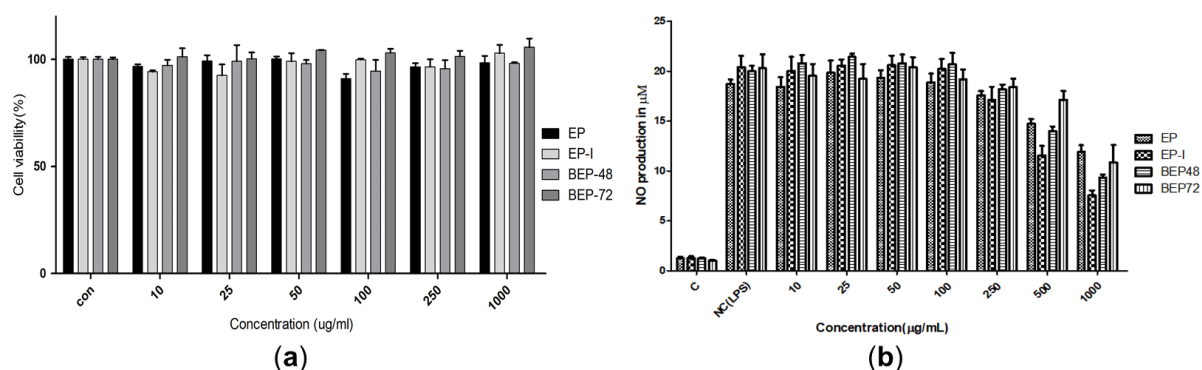 Cell viabillity(%)
100
50
0
con
10
25
50
100
250
1000
Concentration (ug/ml)
EP
EP-I
BEP-48
BEP-72
(a)
NO production in μM
25
20
15
10
5
0
C
NC(LPS)
10
25
50
100
250
500
1000
Concentration(μg/mL)
EP
EP-I
BEP48
BEP72
(b)